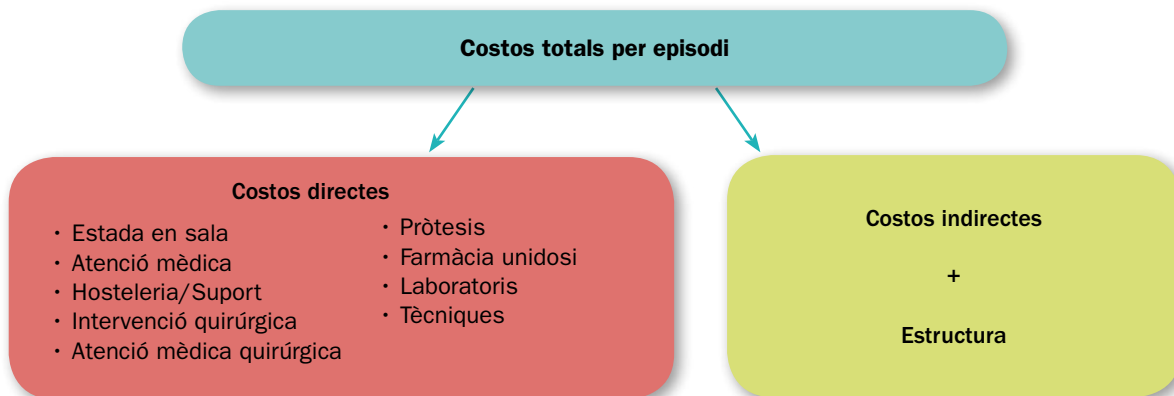 Costos totals per episodi
Costos directes
· Estada en sala
· Atenció mèdica
· Hosteleria/Suport
· Intervenció quirúrgica
· Atenció mèdica quirúrgica
· Pròtesis
· Farmàcia unidosi
· Laboratoris
· Tècniques
Costos indirectes
+
Estructura